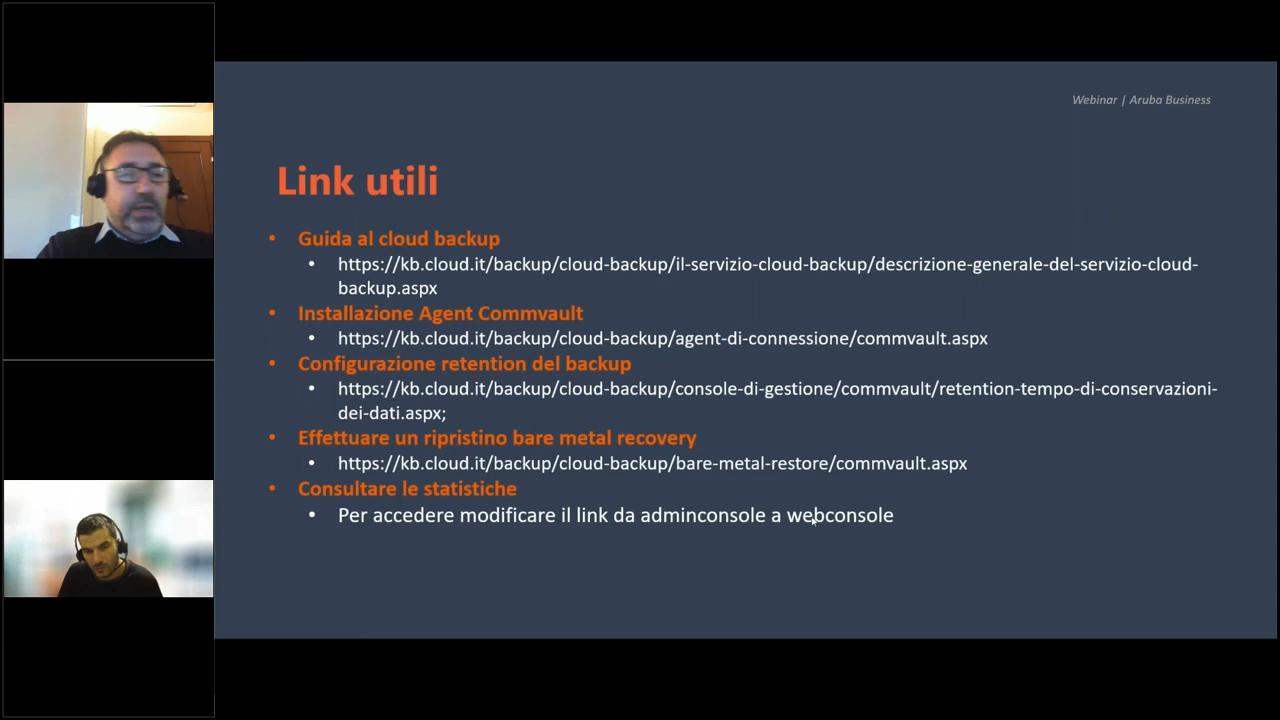 Webinar | Aruba Business
Link utili
• Guida al cloud backup
• https://kb.cloud.it/backup/cloud-backup/il-servizio-cloud-backup/descrizione-generale-del-servizio-cloud-
backup.aspx
• Installazione Agent Commvault
• https://kb.cloud.it/backup/cloud-backup/agent-di-connessione/commvault.aspx
• Configurazione retention del backup
• https://kb.cloud.it/backup/cloud-backup/console-di-gestione/commvault/retention-tempo-di-conservazioni-
dei-dati.aspx;
• Effettuare un ripristino bare metal recovery
• https://kb.cloud.it/backup/cloud-backup/bare-metal-restore/commvault.aspx
• Consultare le statistiche
• Per accedere modificare il link da adminconsole a webconsole